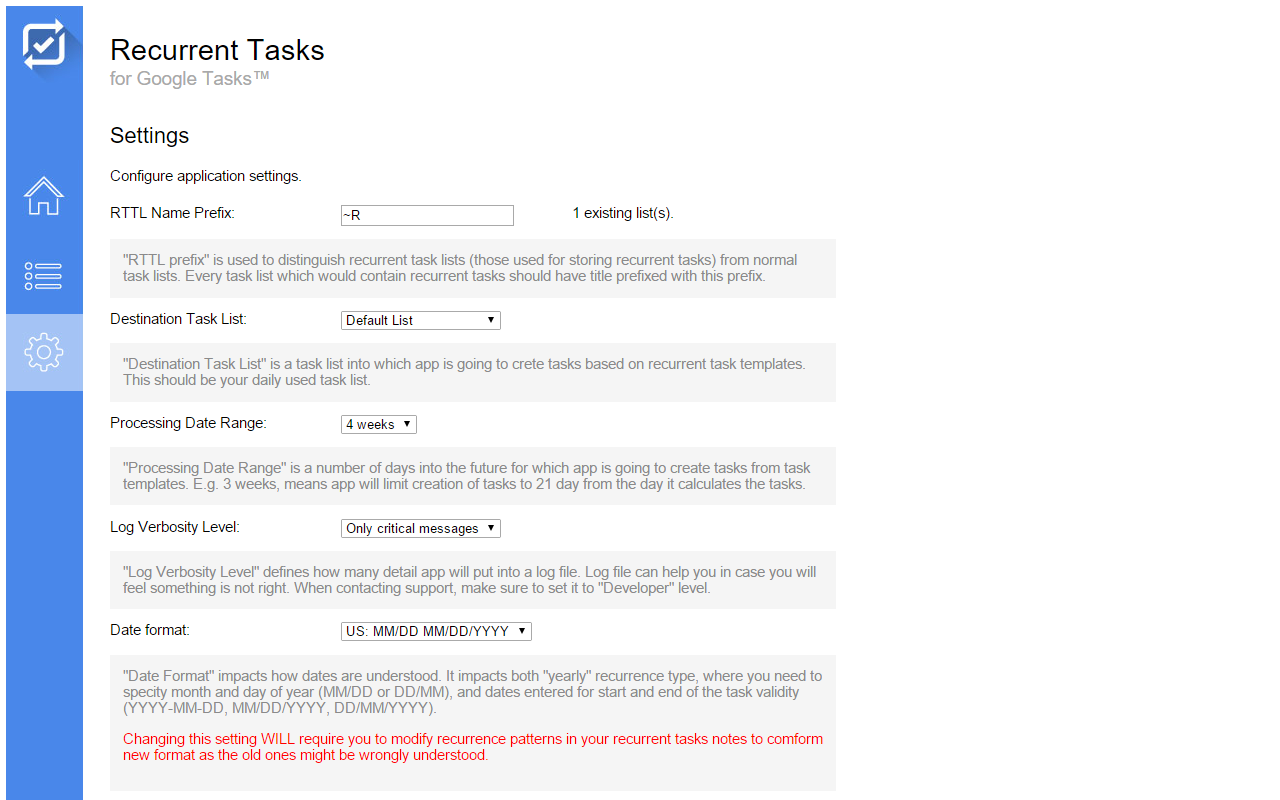 Recurrent Tasks
for Google Tasks™
Settings
Configure application settings.
RTTL Name Prefix: ~R 1 existing list(s).
"RTTL prefix" is used to distinguish recurrent task lists (those used for storing recurrent tasks) from normal
task lists. Every task list which would contain recurrent tasks should have title prefixed with this prefix.
Destination Task List: Default List
"Destination Task List" is a task list into which app is going to crete tasks based on recurrent task templates.
This should be your daily used task list.
Processing Date Range: 4 weeks
"Processing Date Range" is a number of days into the future for which app is going to create tasks from task
templates. E.g. 3 weeks, means app will limit creation of tasks to 21 day from the day it calculates the tasks.
Log Verbosity Level: Only critical messages
"Log Verbosity Level" defines how many detail app will put into a log file. Log file can help you in case you will
feel something is not right. When contacting support, make sure to set it to "Developer" level.
Date format: US: MM/DD MM/DD/YYYY
"Date Format" impacts how dates are understood. It impacts both "yearly" recurrence type, where you need to
specity month and day of year (MM/DD or DD/MM), and dates entered for start and end of the task validity
(YYYY-MM-DD, MM/DD/YYYY, DD/MM/YYYY).
Changing this setting WILL require you to modify recurrence patterns in your recurrent tasks notes to comform
new format as the old ones might be wrongly understood.